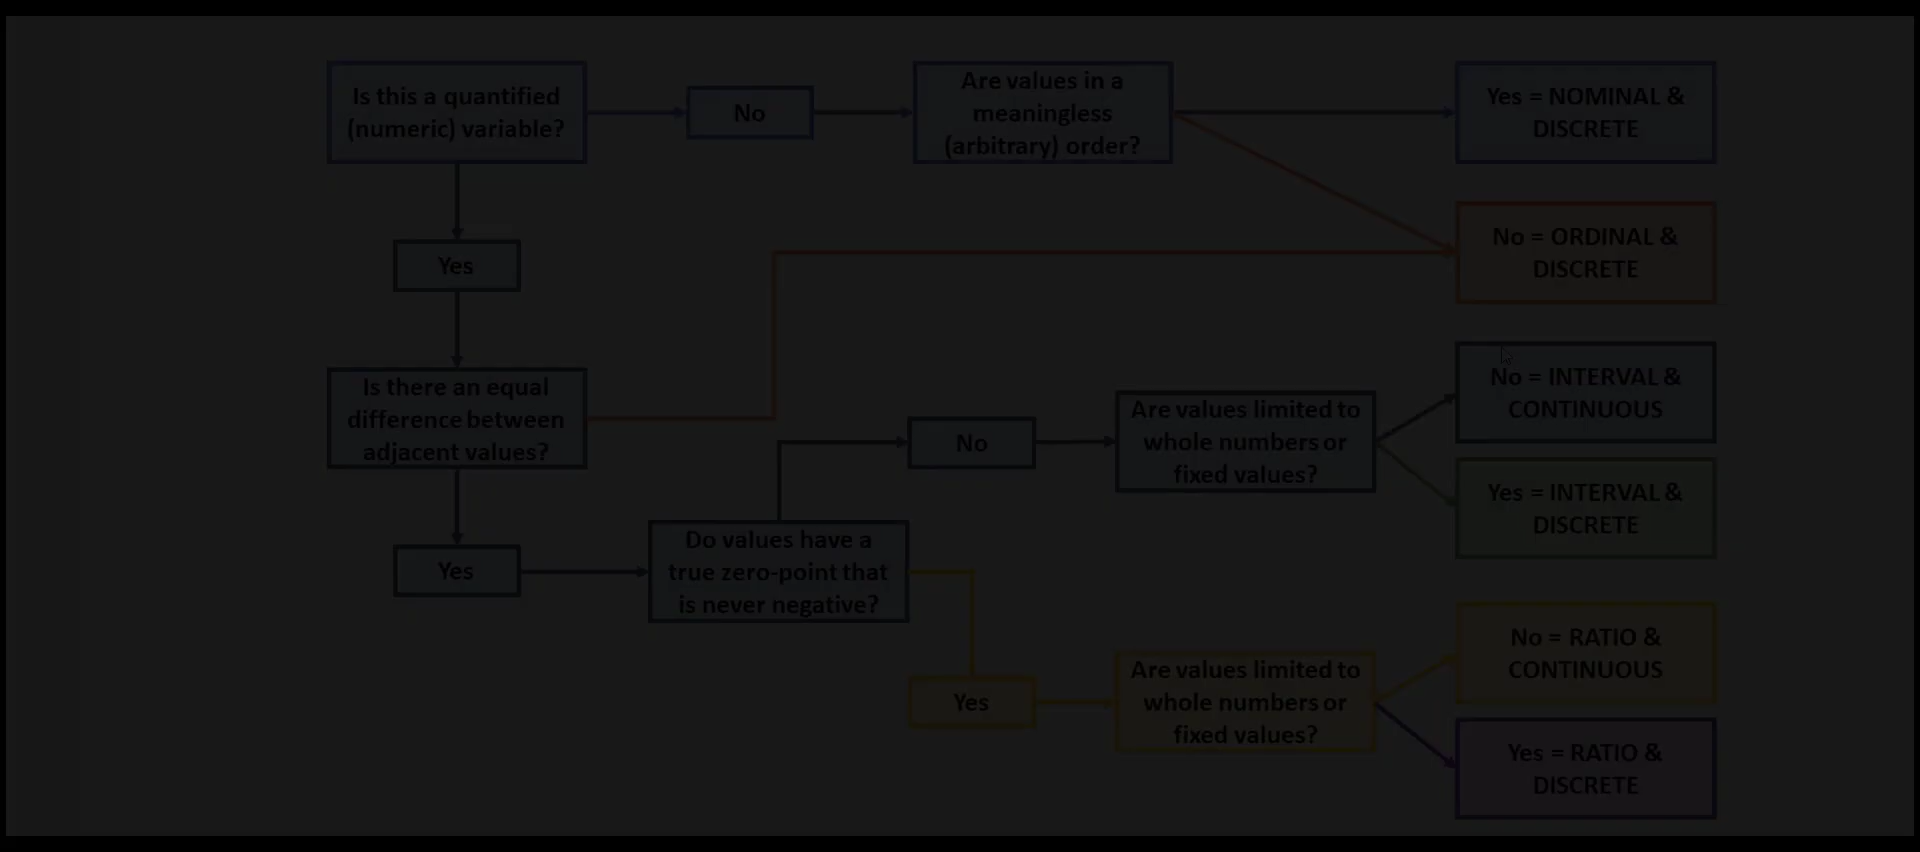 Is this a quantified
(numeric) variable?
No
Are values in a
meaningless
(arbitrary) order?
Yes = NOMINAL &
DISCRETE
No = ORDINAL &
DISCRETE
Yes
Is there an equal
difference between
adjacent values?
No
Are values limited to
whole numbers or
fixed values?
No = INTERVAL &
CONTINUOUS
Yes = INTERVAL &
DISCRETE
Yes
Do values have a
true zero-point that
is never negative?
Yes
Are values limited to
whole numbers or
fixed values?
No = RATIO &
CONTINUOUS
Yes = RATIO &
DISCRETE